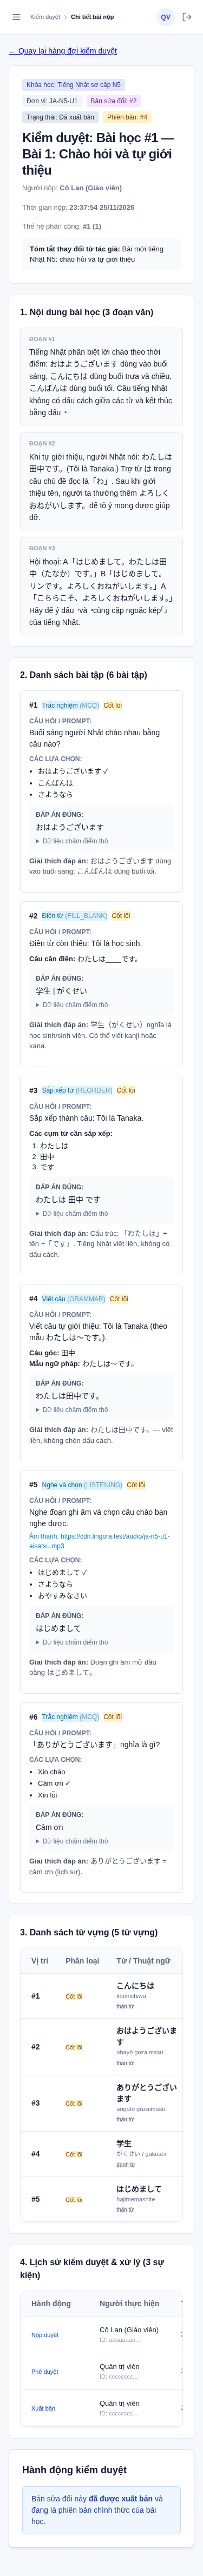 Kiểm duyệt > Chi tiết bài nộp QV
← Quay lại hàng đợi kiểm duyệt
Khóa học: Tiếng Nhật sơ cấp N5
Đơn vị: JA-N5-U1 Bản sửa đổi: #2
Trạng thái: Đã xuất bản Phiên bản: #4
Kiểm duyệt: Bài học #1 —
Bài 1: Chào hỏi và tự giới
thiệu
Người nộp: Cô Lan (Giáo viên)
Thời gian nộp: 23:37:54 25/11/2026
Thế hệ phân công: #1 (1)
Tóm tắt thay đổi từ tác giả: Bài mới tiếng
Nhật N5: chào hỏi và tự giới thiệu
1. Nội dung bài học (3 đoạn văn)
ĐOẠN #1
Tiếng Nhật phân biệt lời chào theo thời
điểm: おはようございます dùng vào buổi
sáng, こんにちは dùng buổi trưa và chiều,
こんばんは dùng buổi tối. Câu tiếng Nhật
không có dấu cách giữa các từ và kết thúc
bằng dấu 。
ĐOẠN #2
Khi tự giới thiệu, người Nhật nói: わたしは
田中です。(Tôi là Tanaka.) Trợ từ は trong
câu chủ đề đọc là「わ」. Sau khi giới
thiệu tên, người ta thường thêm よろしく
おねがいします。để tỏ ý mong được giúp
đỡ.
ĐOẠN #3
Hội thoại: A「はじめまして。わたしは田
中（たなか）です。」B「はじめまして。
リンです。よろしくおねがいします。」A
「こちらこそ、よろしくおねがいします。」
Hãy để ý dấu 。và 、cùng cặp ngoặc kép「」
của tiếng Nhật.
2. Danh sách bài tập (6 bài tập)
#1 Trắc nghiệm (MCQ) Cốt lõi
CÂU HỎI / PROMPT:
Buổi sáng người Nhật chào nhau bằng
câu nào?
CÁC LỰA CHỌN:
• おはようございます ✓
• こんばんは
• さようなら
ĐÁP ÁN ĐÚNG:
おはようございます
▶ Dữ liệu chấm điểm thô
Giải thích đáp án: おはようございます dùng
vào buổi sáng; こんばんは dùng buổi tối.
#2 Điền từ (FILL_BLANK) Cốt lõi
CÂU HỎI / PROMPT:
Điền từ còn thiếu: Tôi là học sinh.
Câu cần điền: わたしは____です。
ĐÁP ÁN ĐÚNG:
学生 | がくせい
▶ Dữ liệu chấm điểm thô
Giải thích đáp án: 学生（がくせい）nghĩa là
học sinh/sinh viên. Có thể viết kanji hoặc
kana.
#3 Sắp xếp từ (REORDER) Cốt lõi
CÂU HỎI / PROMPT:
Sắp xếp thành câu: Tôi là Tanaka.
Các cụm từ cần sắp xếp:
1. わたしは
2. 田中
3. です
ĐÁP ÁN ĐÚNG:
わたしは 田中 です
▶ Dữ liệu chấm điểm thô
Giải thích đáp án: Cấu trúc: 「わたしは」+
tên +「です」. Tiếng Nhật viết liền, không có
dấu cách.
#4 Viết câu (GRAMMAR) Cốt lõi
CÂU HỎI / PROMPT:
Viết câu tự giới thiệu: Tôi là Tanaka (theo
mẫu わたしは〜です。).
Câu gốc: 田中
Mẫu ngữ pháp: わたしは〜です。
ĐÁP ÁN ĐÚNG:
わたしは田中です。
▶ Dữ liệu chấm điểm thô
Giải thích đáp án: わたしは田中です。— viết
liền, không chèn dấu cách.
#5 Nghe và chọn (LISTENING) Cốt lõi
CÂU HỎI / PROMPT:
Nghe đoạn ghi âm và chọn câu chào bạn
nghe được.
Âm thanh: https://cdn.lingora.test/audio/ja-n5-u1-
aisatsu.mp3
CÁC LỰA CHỌN:
• はじめまして ✓
• さようなら
• おやすみなさい
ĐÁP ÁN ĐÚNG:
はじめまして
▶ Dữ liệu chấm điểm thô
Giải thích đáp án: Đoạn ghi âm mở đầu
bằng はじめまして。
#6 Trắc nghiệm (MCQ) Cốt lõi
CÂU HỎI / PROMPT:
「ありがとうございます」nghĩa là gì?
CÁC LỰA CHỌN:
• Xin chào
• Cảm ơn ✓
• Xin lỗi
ĐÁP ÁN ĐÚNG:
Cảm ơn
▶ Dữ liệu chấm điểm thô
Giải thích đáp án: ありがとうございます =
cảm ơn (lịch sự).
3. Danh sách từ vựng (5 từ vựng)
Vị trí Phân loại Từ / Thuật ngữ
#1 Cốt lõi こんにちは
konnichiwa
thán từ
#2 Cốt lõi おはようございま
す
ohayō gozaimasu
thán từ
#3 Cốt lõi ありがとうござい
ます
arigatō gozaimasu
thán từ
#4 Cốt lõi 学生
がくせい / gakusei
danh từ
#5 Cốt lõi はじめまして
hajimemashite
thán từ
4. Lịch sử kiểm duyệt & xử lý (3 sự
kiện)
Hành động Người thực hiện
Nộp duyệt Cô Lan (Giáo viên)
ID: aaaaaaaa...
Phê duyệt Quản trị viên
ID: cccccccc...
Xuất bản Quản trị viên
ID: cccccccc...
Hành động kiểm duyệt
Bản sửa đổi này đã được xuất bản và
đang là phiên bản chính thức của bài
học.